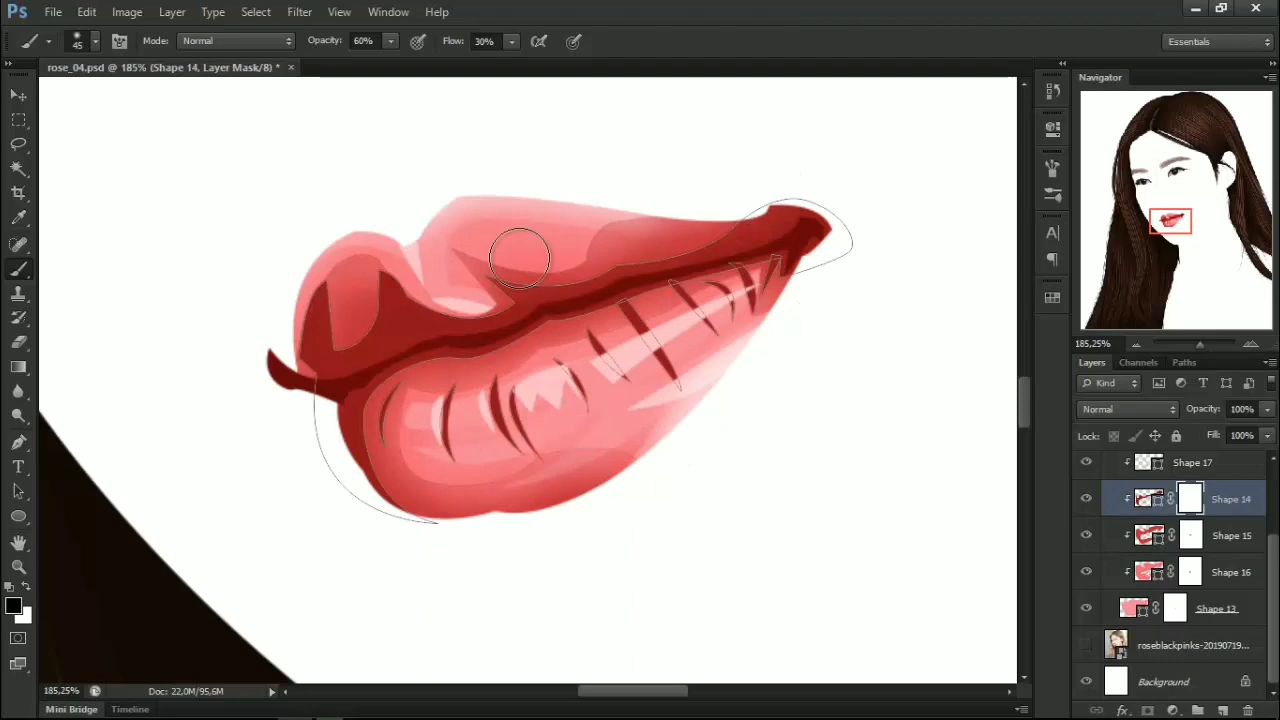 Ps File Edit Image Layer Type Select Filter View Window Help
45 Mode: Normal Opacity: 60% Flow: 30% Essentials
rose_04.psd @ 185% (Shape 14, Layer Mask/8) * ×
Navigator
185,25%
Layers Channels Paths
Kind
Normal Opacity: 100%
Lock: Fill: 100%
Shape 17
Shape 14
Shape 15
Shape 16
Shape 13
roseblackpinks-20190719...
Background
185,25% Doc: 22,0M/95,6M
Mini Bridge Timeline